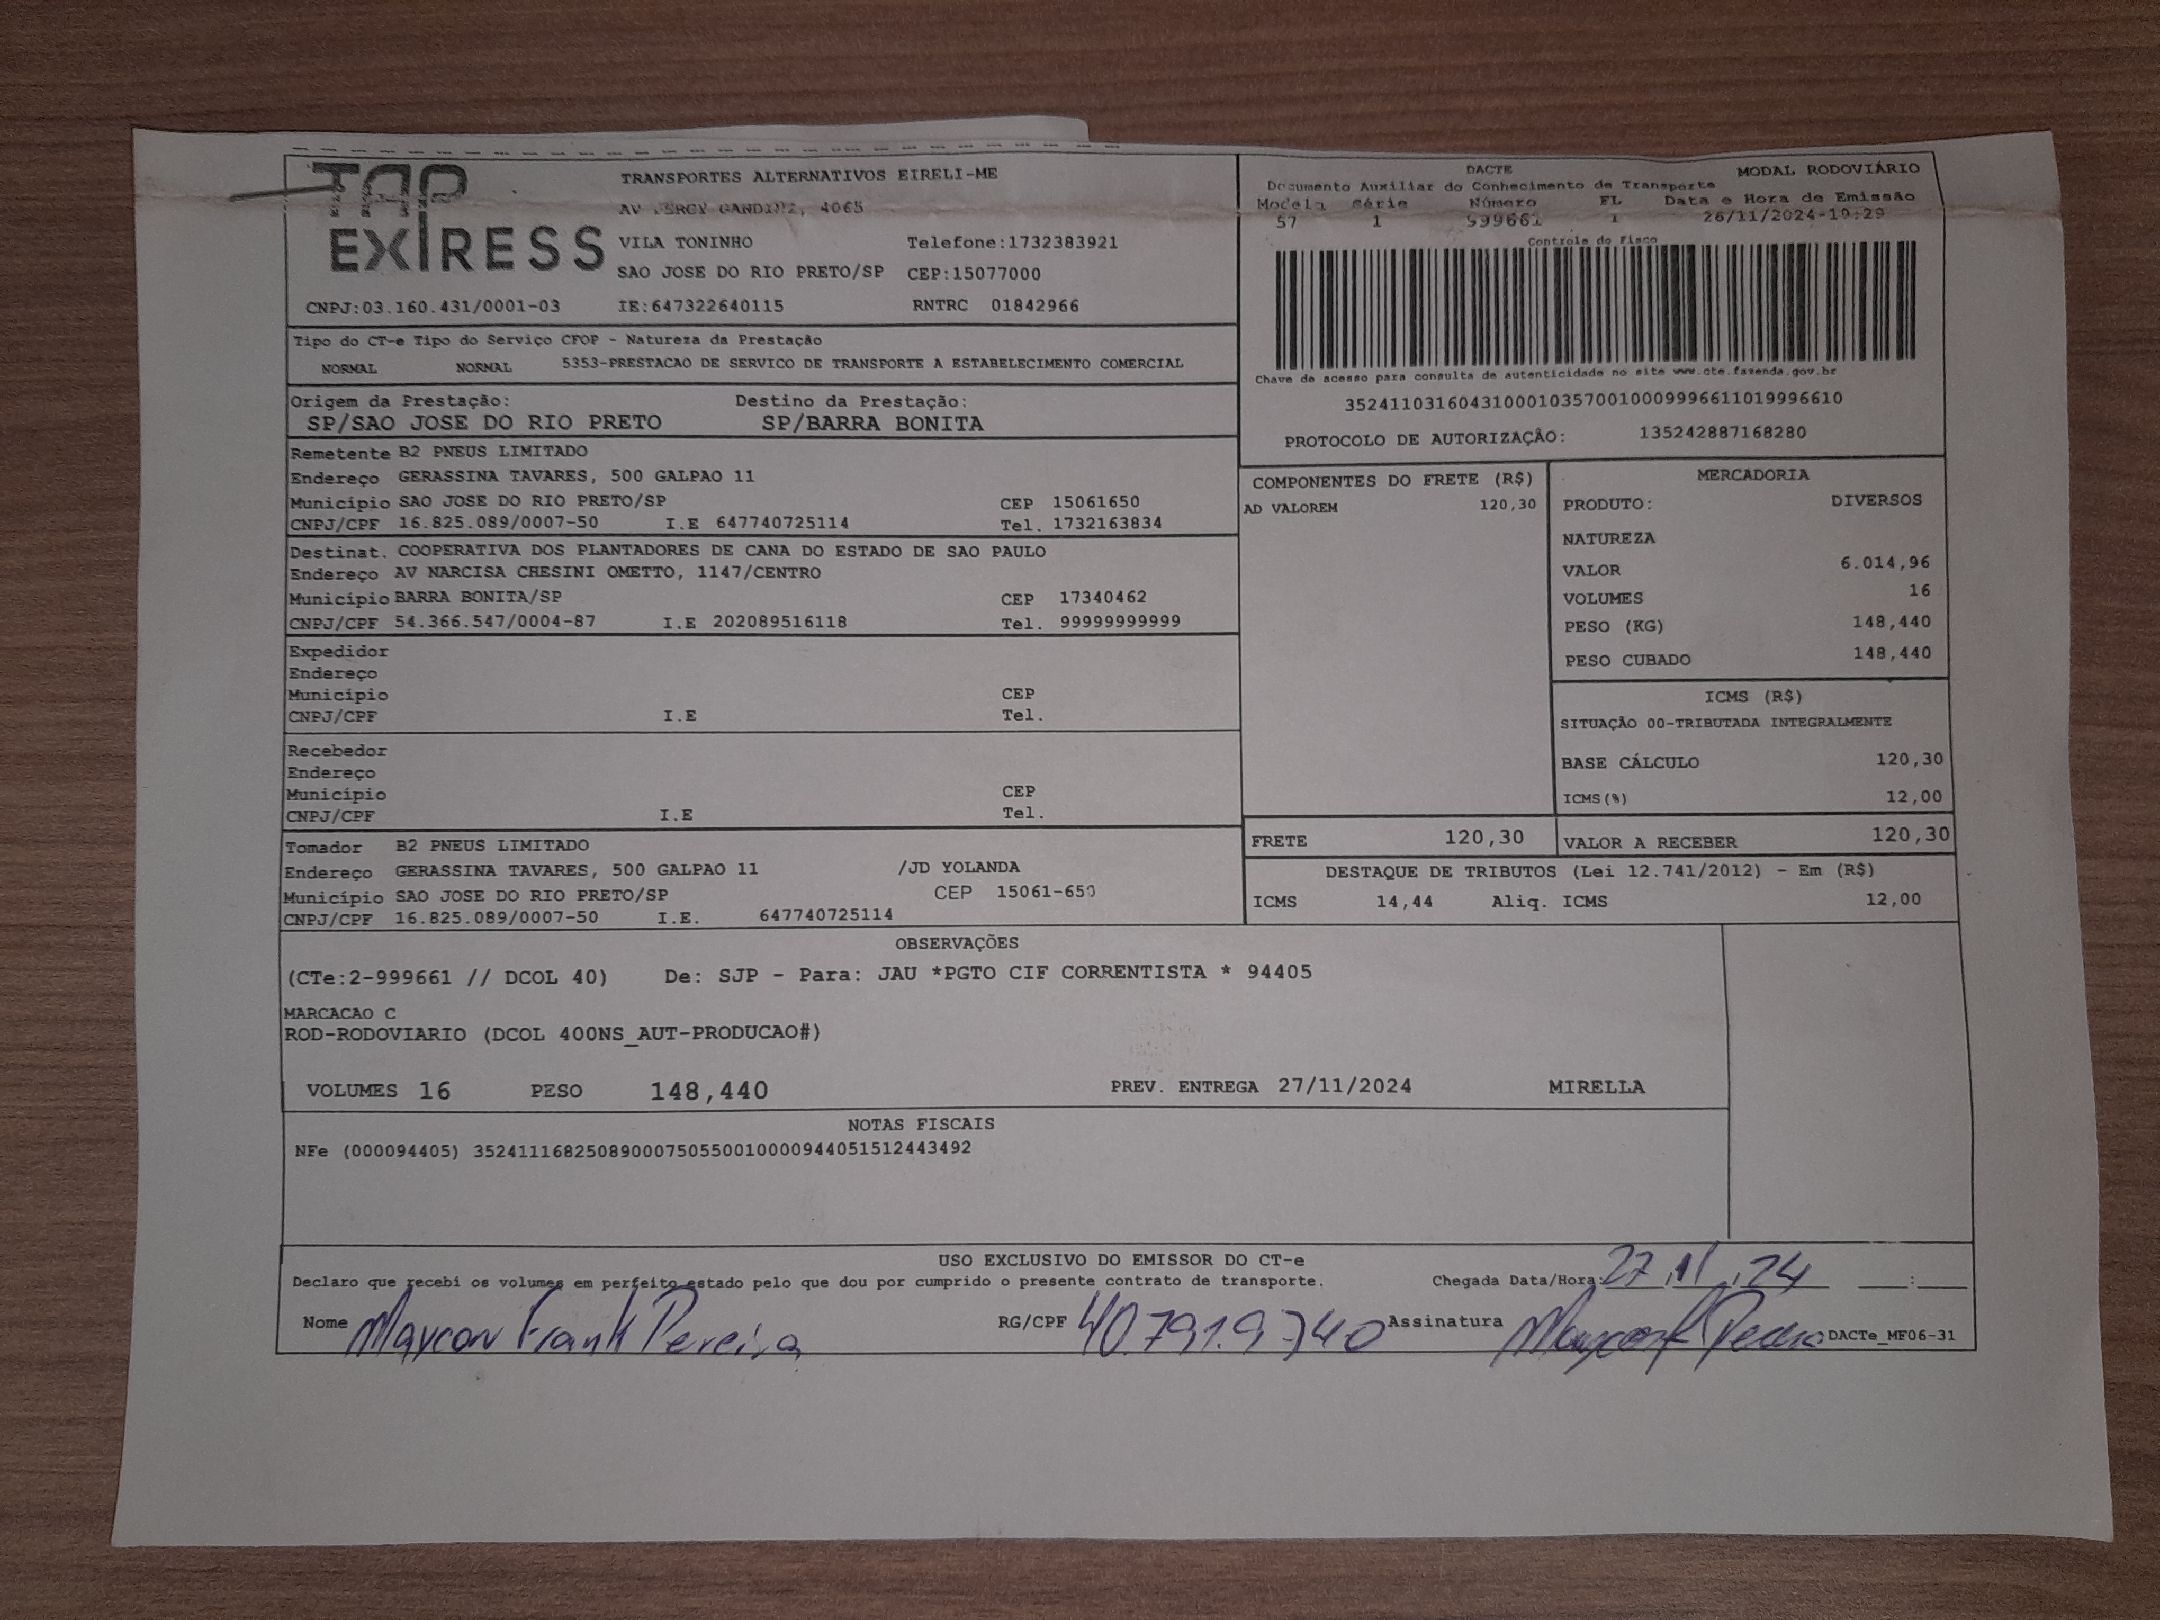 TAP
EXPRESS
TRANSPORTES ALTERNATIVOS EIRELI-ME
AV 4065
VILA TONINHO Telefone:1732383921
SAO JOSE DO RIO PRETO/SP CEP:15077000
CNPJ:03.160.431/0001-03 IE:647322640115 RNTRC 01842966
DACTE MODAL RODOVIÁRIO
Documento Auxiliar do Conhecimento de Transporte
Modelo Série Número FL Data e Hora de Emissão
57 1 999661 1 26/11/2024-19:29
Controle do Fisco
Chave de acesso para consulta de autenticidade no site www.cte.fazenda.gov.br
35241103160431000103570010009996611019996610
PROTOCOLO DE AUTORIZAÇÃO: 135242887168280
Tipo do CT-e Tipo do Serviço CFOP - Natureza da Prestação
NORMAL NORMAL 5353-PRESTACAO DE SERVICO DE TRANSPORTE A ESTABELECIMENTO COMERCIAL
Origem da Prestação: Destino da Prestação:
SP/SAO JOSE DO RIO PRETO SP/BARRA BONITA
Remetente B2 PNEUS LIMITADO
Endereço GERASSINA TAVARES, 500 GALPAO 11
Município SAO JOSE DO RIO PRETO/SP CEP 15061650
CNPJ/CPF 16.825.089/0007-50 I.E 647740725114 Tel. 1732163834
Destinat. COOPERATIVA DOS PLANTADORES DE CANA DO ESTADO DE SAO PAULO
Endereço AV NARCISA CHESINI OMETTO, 1147/CENTRO
Município BARRA BONITA/SP CEP 17340462
CNPJ/CPF 54.366.547/0004-87 I.E 202089516118 Tel. 99999999999
Expedidor
Endereço
Município CEP
CNPJ/CPF I.E Tel.
Recebedor
Endereço
Município CEP
CNPJ/CPF I.E Tel.
Tomador B2 PNEUS LIMITADO
Endereço GERASSINA TAVARES, 500 GALPAO 11 /JD YOLANDA
Município SAO JOSE DO RIO PRETO/SP CEP 15061-650
CNPJ/CPF 16.825.089/0007-50 I.E. 647740725114
COMPONENTES DO FRETE (R$)
AD VALOREM 120,30
MERCADORIA
PRODUTO: DIVERSOS
NATUREZA
VALOR 6.014,96
VOLUMES 16
PESO (KG) 148,440
PESO CUBADO 148,440
ICMS (R$)
SITUAÇÃO 00-TRIBUTADA INTEGRALMENTE
BASE CÁLCULO 120,30
ICMS(%) 12,00
FRETE 120,30 VALOR A RECEBER 120,30
DESTAQUE DE TRIBUTOS (Lei 12.741/2012) - Em (R$)
ICMS 14,44 Aliq. ICMS 12,00
OBSERVAÇÕES
(CTe:2-999661 // DCOL 40) De: SJP - Para: JAU *PGTO CIF CORRENTISTA * 94405
MARCACAO C
ROD-RODOVIARIO (DCOL 400NS_AUT-PRODUCAO#)
VOLUMES 16 PESO 148,440 PREV. ENTREGA 27/11/2024 MIRELLA
NOTAS FISCAIS
NFe (000094405) 35241116825089000750550010000944051512443492
USO EXCLUSIVO DO EMISSOR DO CT-e
Declaro que recebi os volumes em perfeito estado pelo que dou por cumprido o presente contrato de transporte. Chegada Data/Hora: 27/11/24 __:__
Nome Maycon Frank Pereira RG/CPF 40.791.9740 Assinatura Maycon F Pereira DACTe_MF06-31